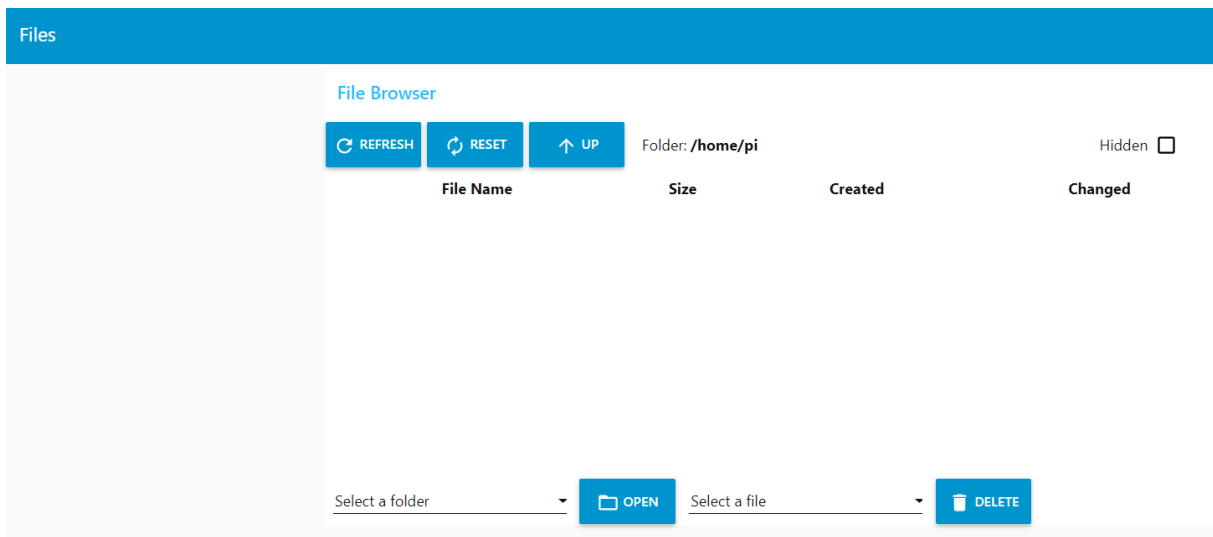 Files
File Browser
REFRESH RESET UP Folder: /home/pi Hidden
File Name Size Created Changed
Select a folder OPEN Select a file DELETE